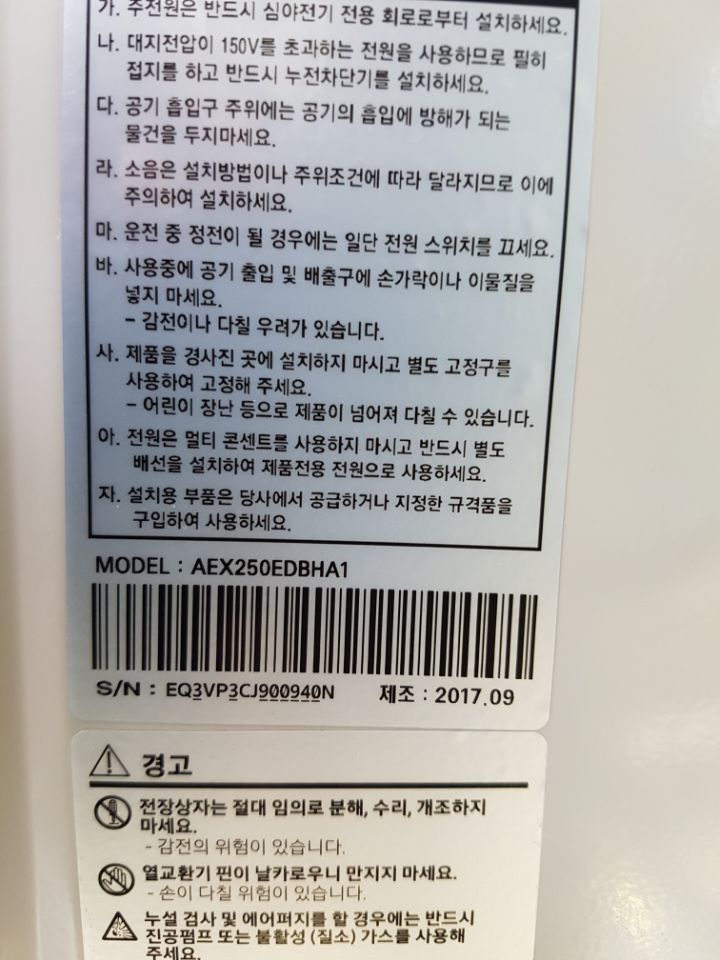 가. 주전원은 반드시 심야전기 전용 회로로부터 설치하세요.
나. 대지전압이 150V를 초과하는 전원을 사용하므로 필히
접지를 하고 반드시 누전차단기를 설치하세요.
다. 공기 흡입구 주위에는 공기의 흡입에 방해가 되는
물건을 두지마세요.
라. 소음은 설치방법이나 주위조건에 따라 달라지므로 이에
주의하여 설치하세요.
마. 운전 중 정전이 될 경우에는 일단 전원 스위치를 끄세요.
바. 사용중에 공기 출입 및 배출구에 손가락이나 이물질을
넣지 마세요.
- 감전이나 다칠 우려가 있습니다.
사. 제품을 경사진 곳에 설치하지 마시고 별도 고정구를
사용하여 고정해 주세요.
- 어린이 장난 등으로 제품이 넘어져 다칠 수 있습니다.
아. 전원은 멀티 콘센트를 사용하지 마시고 반드시 별도
배선을 설치하여 제품전용 전원으로 사용하세요.
자. 설치용 부품은 당사에서 공급하거나 지정한 규격품을
구입하여 사용하세요.
MODEL : AEX250EDBHA1
S/N : EQ3VP3CJ900940N 제조 : 2017.09
경고
전장상자는 절대 임의로 분해, 수리, 개조하지
마세요.
- 감전의 위험이 있습니다.
열교환기 핀이 날카로우니 만지지 마세요.
- 손이 다칠 위험이 있습니다.
누설 검사 및 에어퍼지를 할 경우에는 반드시
진공펌프 또는 불활성 (질소) 가스를 사용해
주세요.